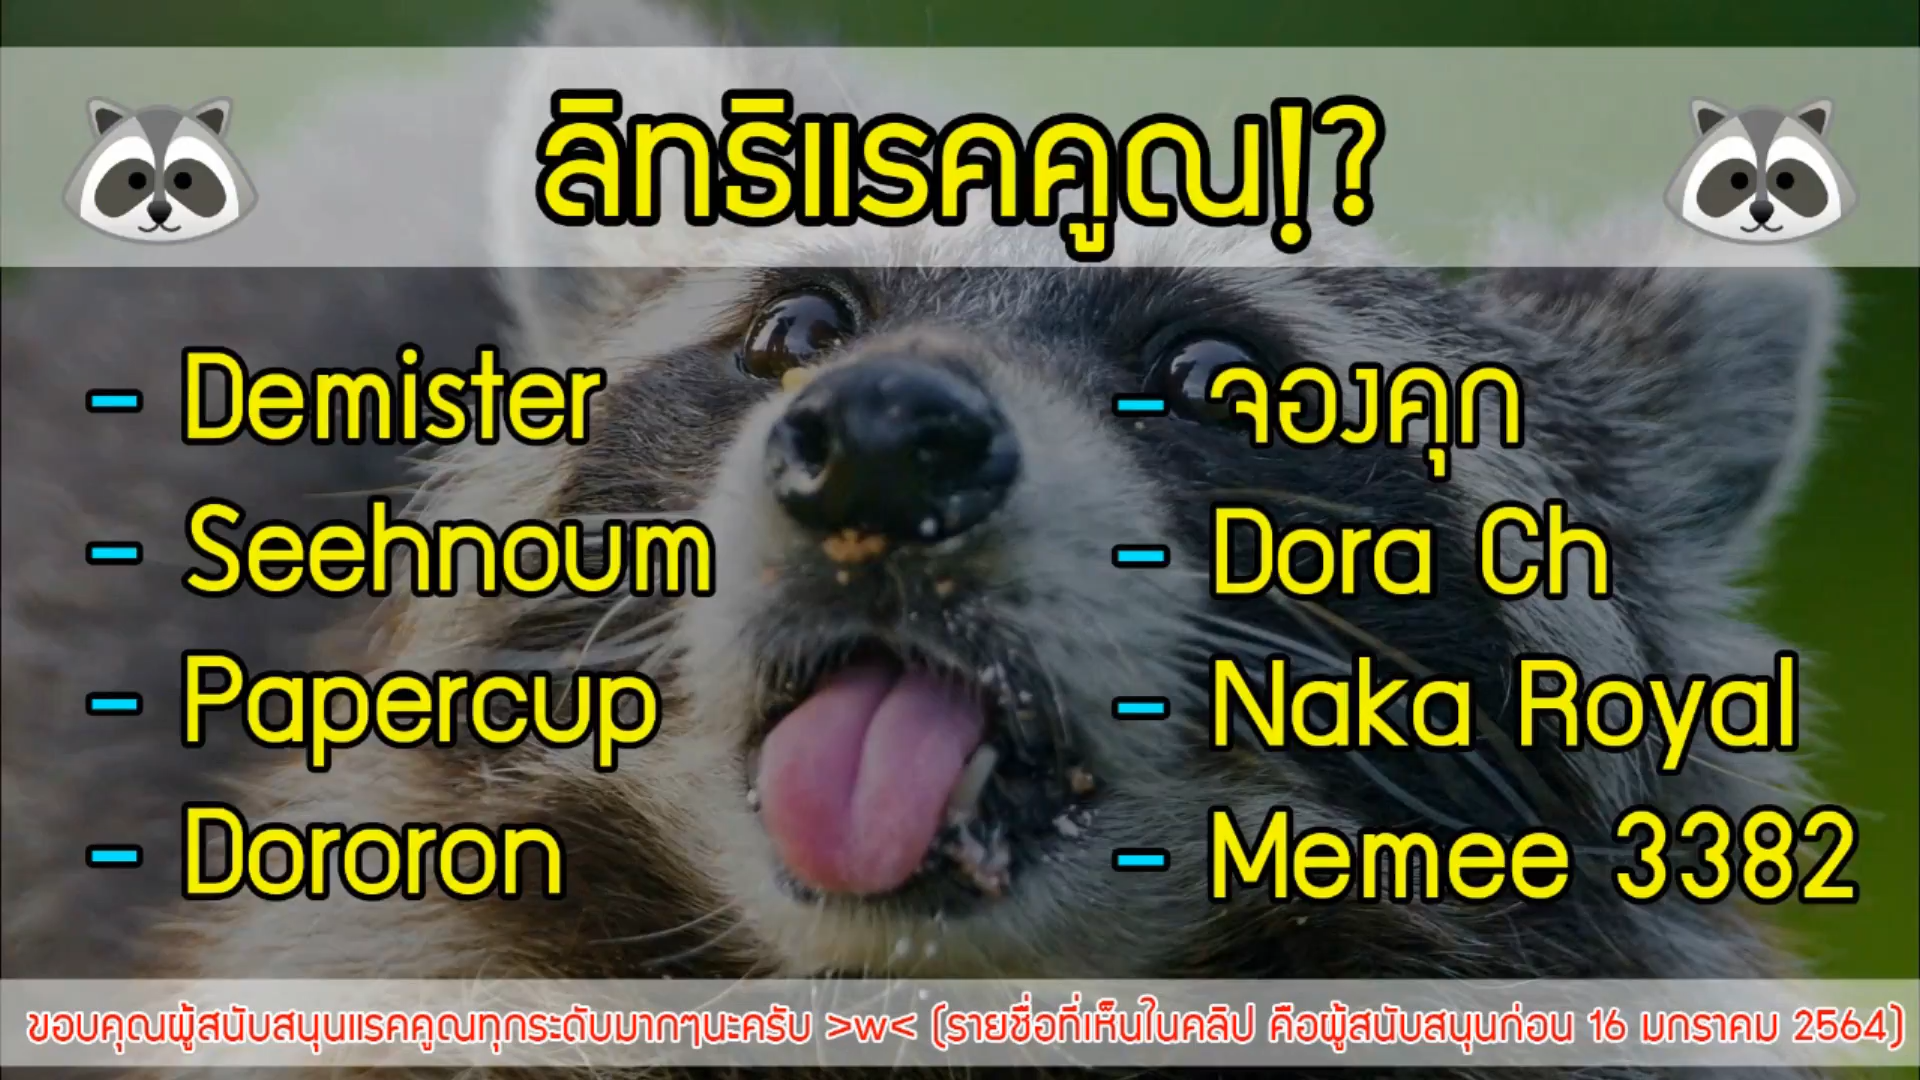 ลิทธิแรคคูณ!?
- Demister
- Seehnoum
- Papercup
- Dororon
- จองคุก
- Dora Ch
- Naka Royal
- Memee 3382
ขอบคุณผู้สนับสนุนแรคคูณทุกระดับมากๆนะครับ >w< (รายชื่อที่เห็นในคลิป คือผู้สนับสนุนก่อน 16 มกราคม 2564)